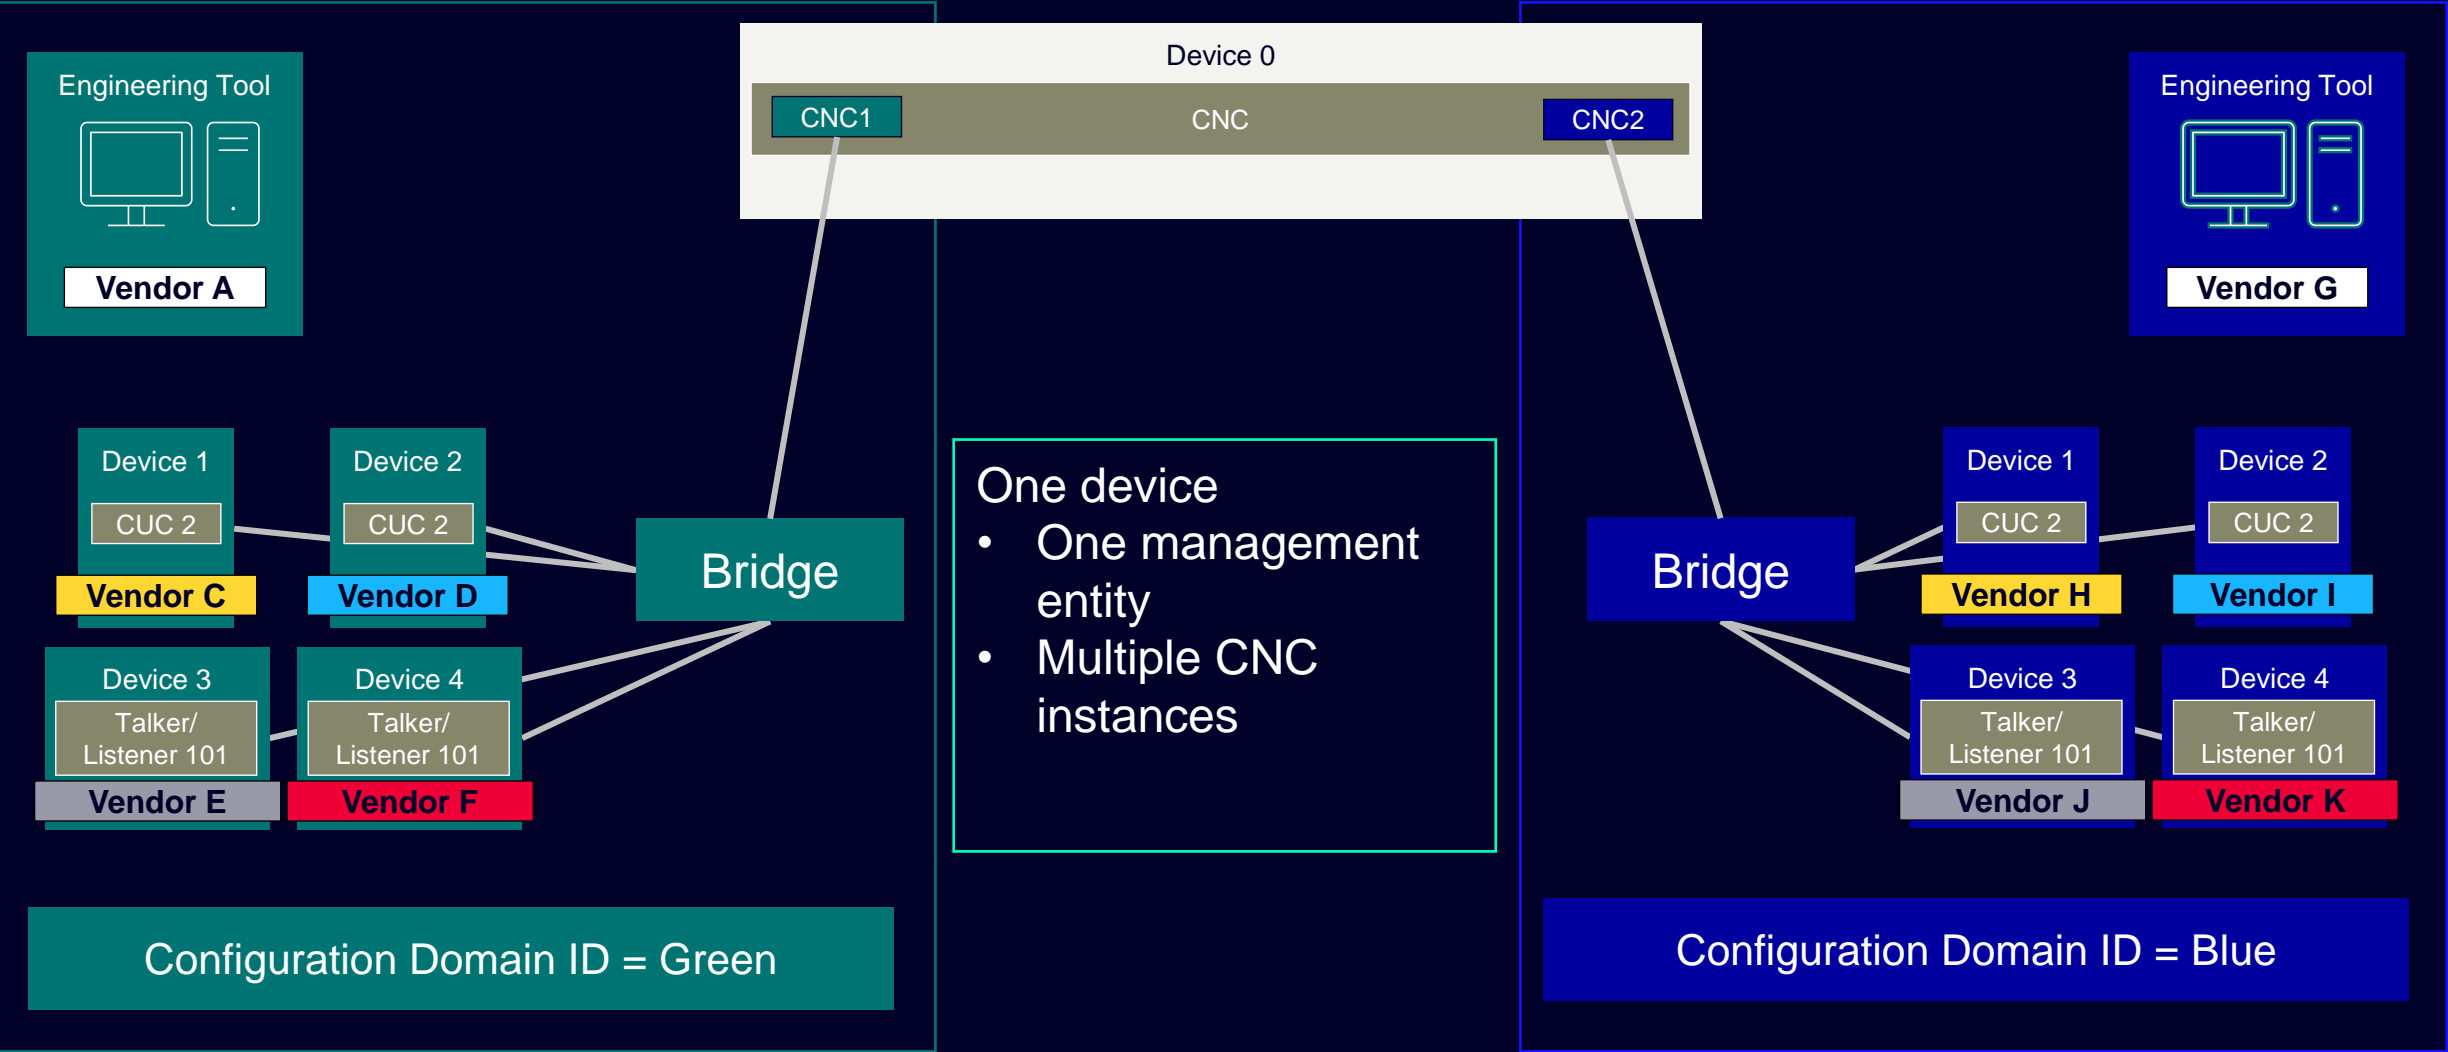 Device 0
CNC1
CNC
CNC2
Engineering Tool
Vendor A
Engineering Tool
Vendor G
Device 1
CUC 2
Vendor C
Device 2
CUC 2
Vendor D
Bridge
Device 3
Talker/
Listener 101
Vendor E
Device 4
Talker/
Listener 101
Vendor F
Configuration Domain ID = Green
One device
• One management
entity
• Multiple CNC
instances
Bridge
Device 1
CUC 2
Vendor H
Device 2
CUC 2
Vendor I
Device 3
Talker/
Listener 101
Vendor J
Device 4
Talker/
Listener 101
Vendor K
Configuration Domain ID = Blue